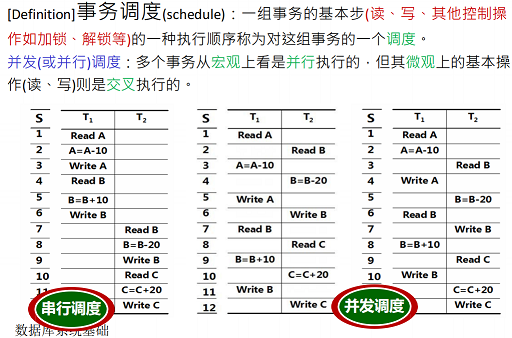 [Definition]事务调度(schedule)：一组事务的基本步(读、写、其他控制操
作如加锁、解锁等)的一种执行顺序称为对这组事务的一个调度。
并发(或并行)调度：多个事务从宏观上看是并行执行的，但其微观上的基本操
作(读、写)则是交叉执行的。
S T1 T2
1 Read A
2 A=A-10
3 Write A
4 Read B
5 B=B+10
6 Write B
7 Read B
8 B=B-20
9 Write B
10 Read C
11 C=C+20
Write C
串行调度
S T1 T2
1 Read A
2 Read B
3 A=A-10
4 B=B-20
5 Write A
6 Write B
7 Read B
8 Read C
9 B=B+10
10 C=C+20
11 Write B
12 Write C
S T1 T2
1 Read A
2 A=A-10
3 Read B
4 Write A
5 B=B-20
6 Read B
7 Write B
8 B=B+10
9 Read C
10 Write B
C=C+20
Write C
并发调度
数据库系统基础